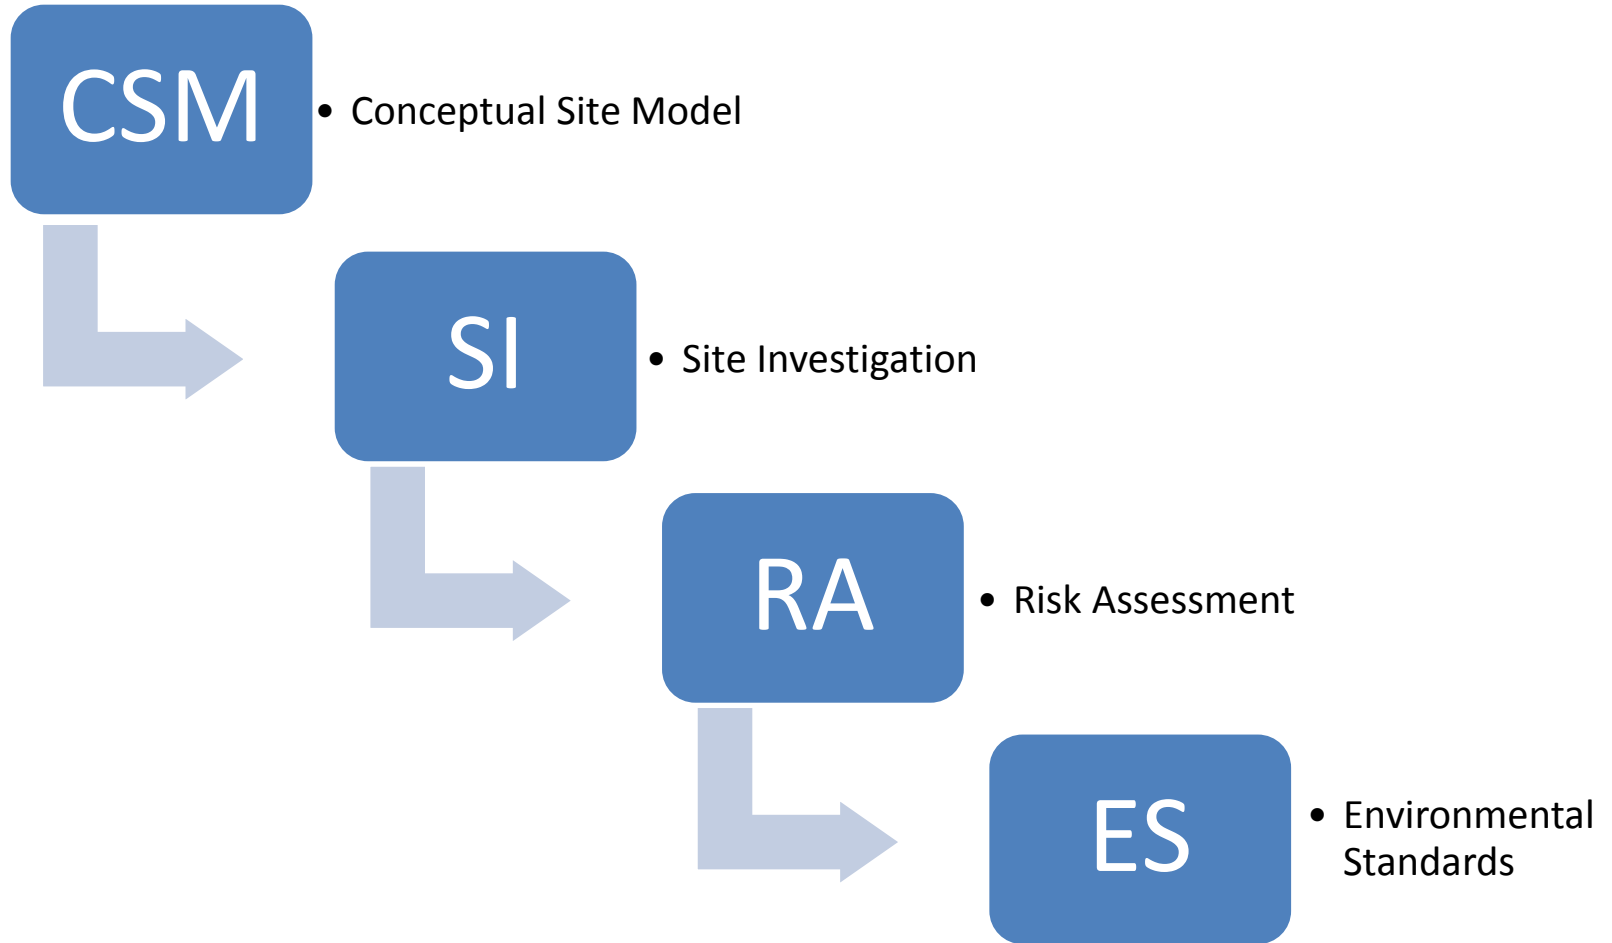 CSM
• Conceptual Site Model
SI
• Site Investigation
RA
• Risk Assessment
ES
• Environmental
Standards